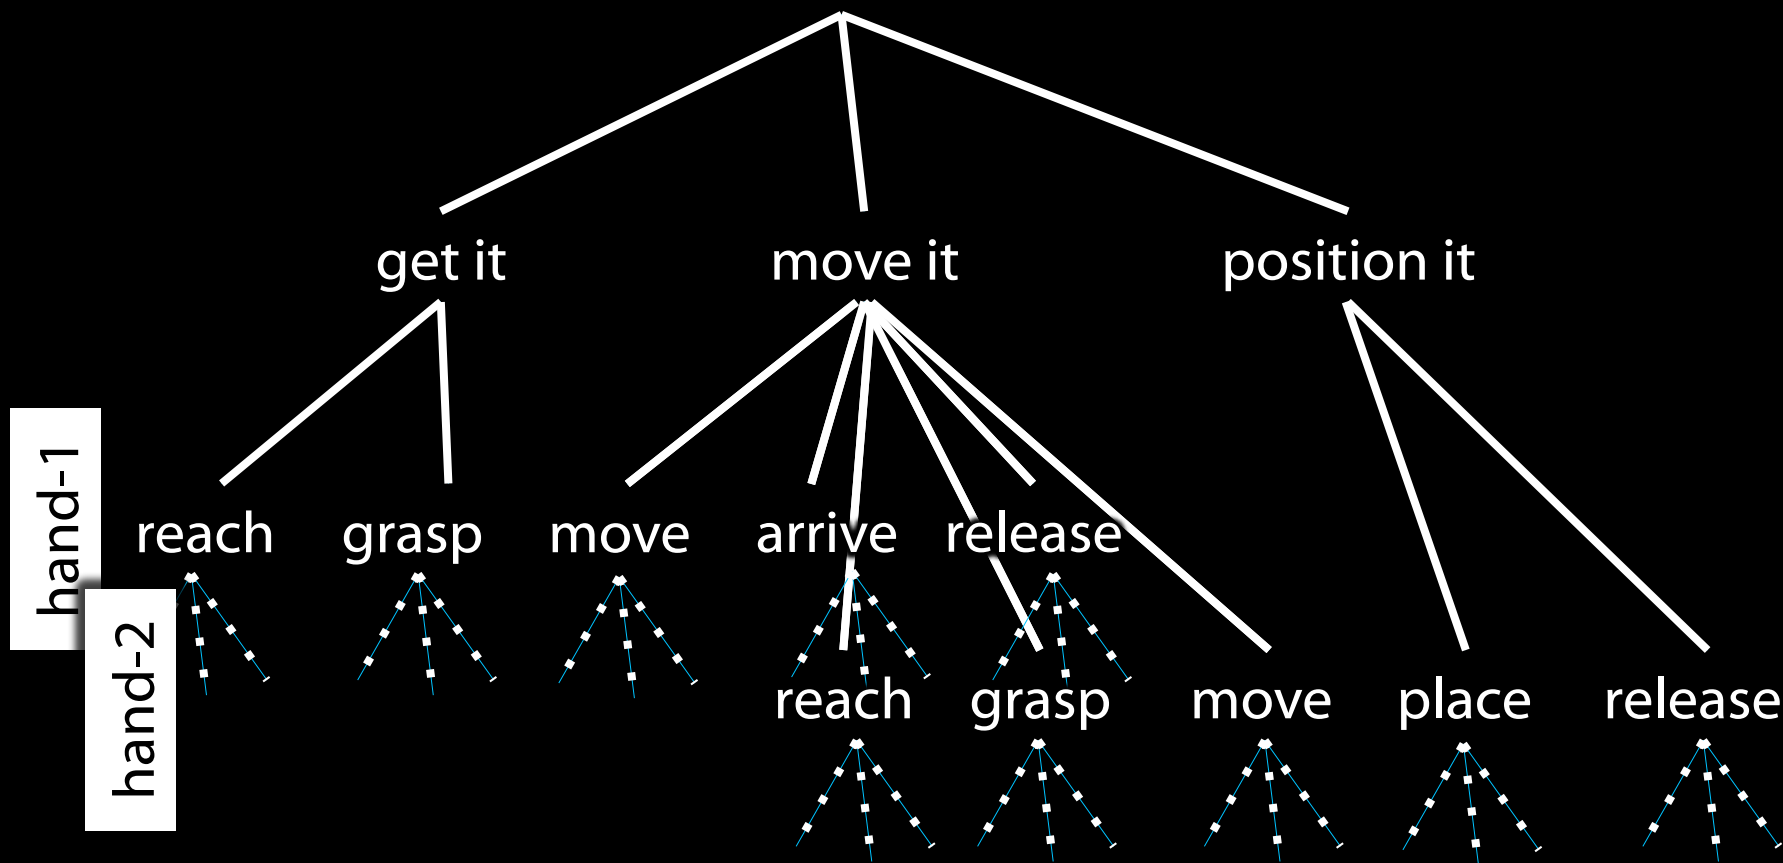 get it move it position it
hand-1
reach grasp move arrive release
hand-2
reach grasp move place release